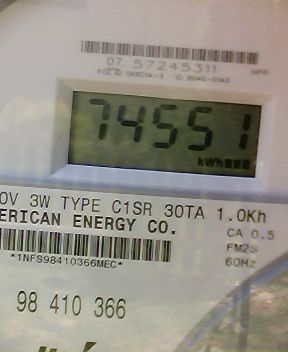 07 57245311
74551
kWh
0V 3W TYPE C1SR 30TA 1.0Kh
ERICAN ENERGY CO.
CA 0.5
FM2S
*1NFS98410366MEC*
60Hz
98 410 366